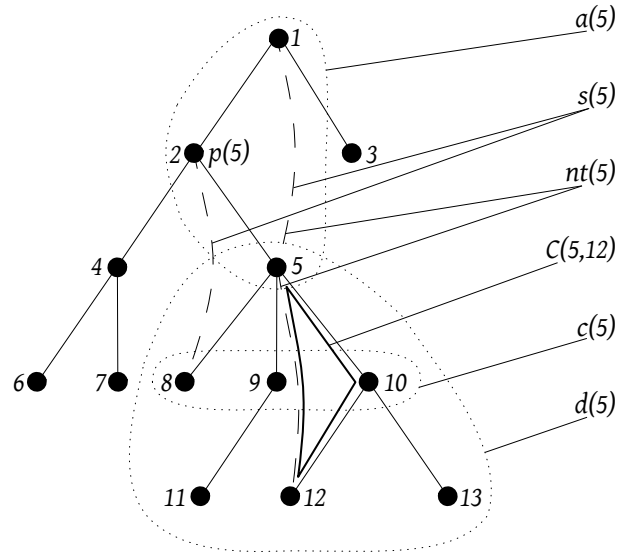 a(5)
1
s(5)
2 p(5) 3
nt(5)
C(5,12)
4 5
c(5)
6 7 8 9 10
d(5)
11 12 13